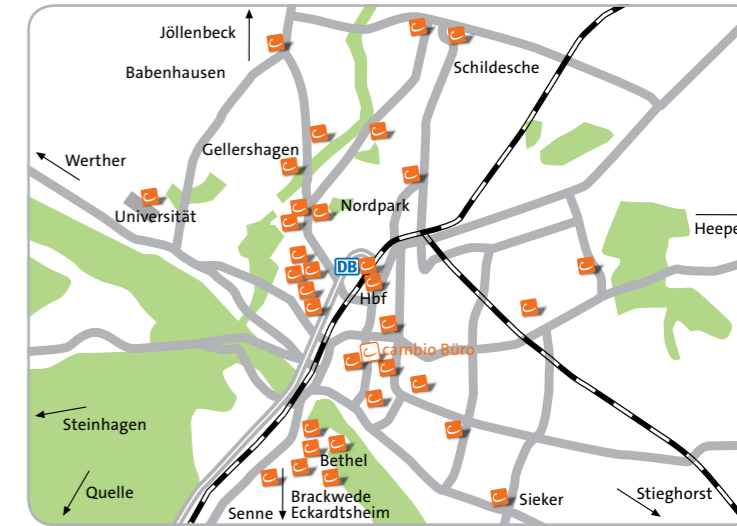 Jöllenbeck
Babenhausen
Schildesche
Gellershagen
Werther
Universität
Nordpark
Heepe
DB
Hbf
cambio Büro
Steinhagen
Bethel
Quelle
Brackwede
Senne
Eckardtsheim
Sieker
Stieghorst